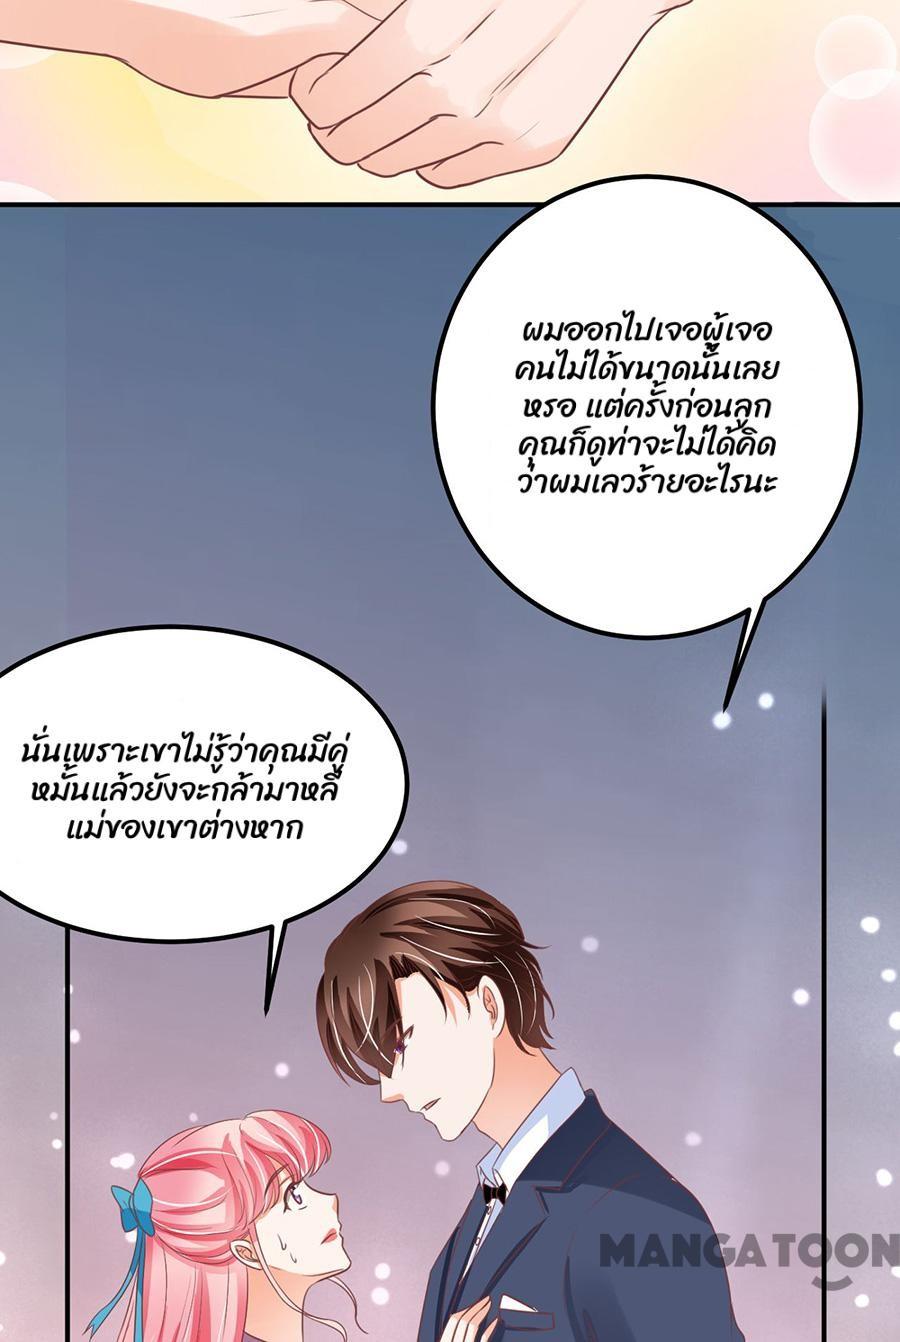 ผมออกไปเจอผู้เจอ
คนไม่ได้ขนาดนั้นเลย
หรอ แต่ครั้งก่อนลูก
คุณก็ดูท่าจะไม่ได้คิด
ว่าผมเลวร้ายอะไรนะ
นั่นเพราะเขาไม่รู้ว่าคุณมีคู่
หมั้นแล้วยังจะกล้ามาหลี
แม่ของเขาต่างหาก
MANGATOON